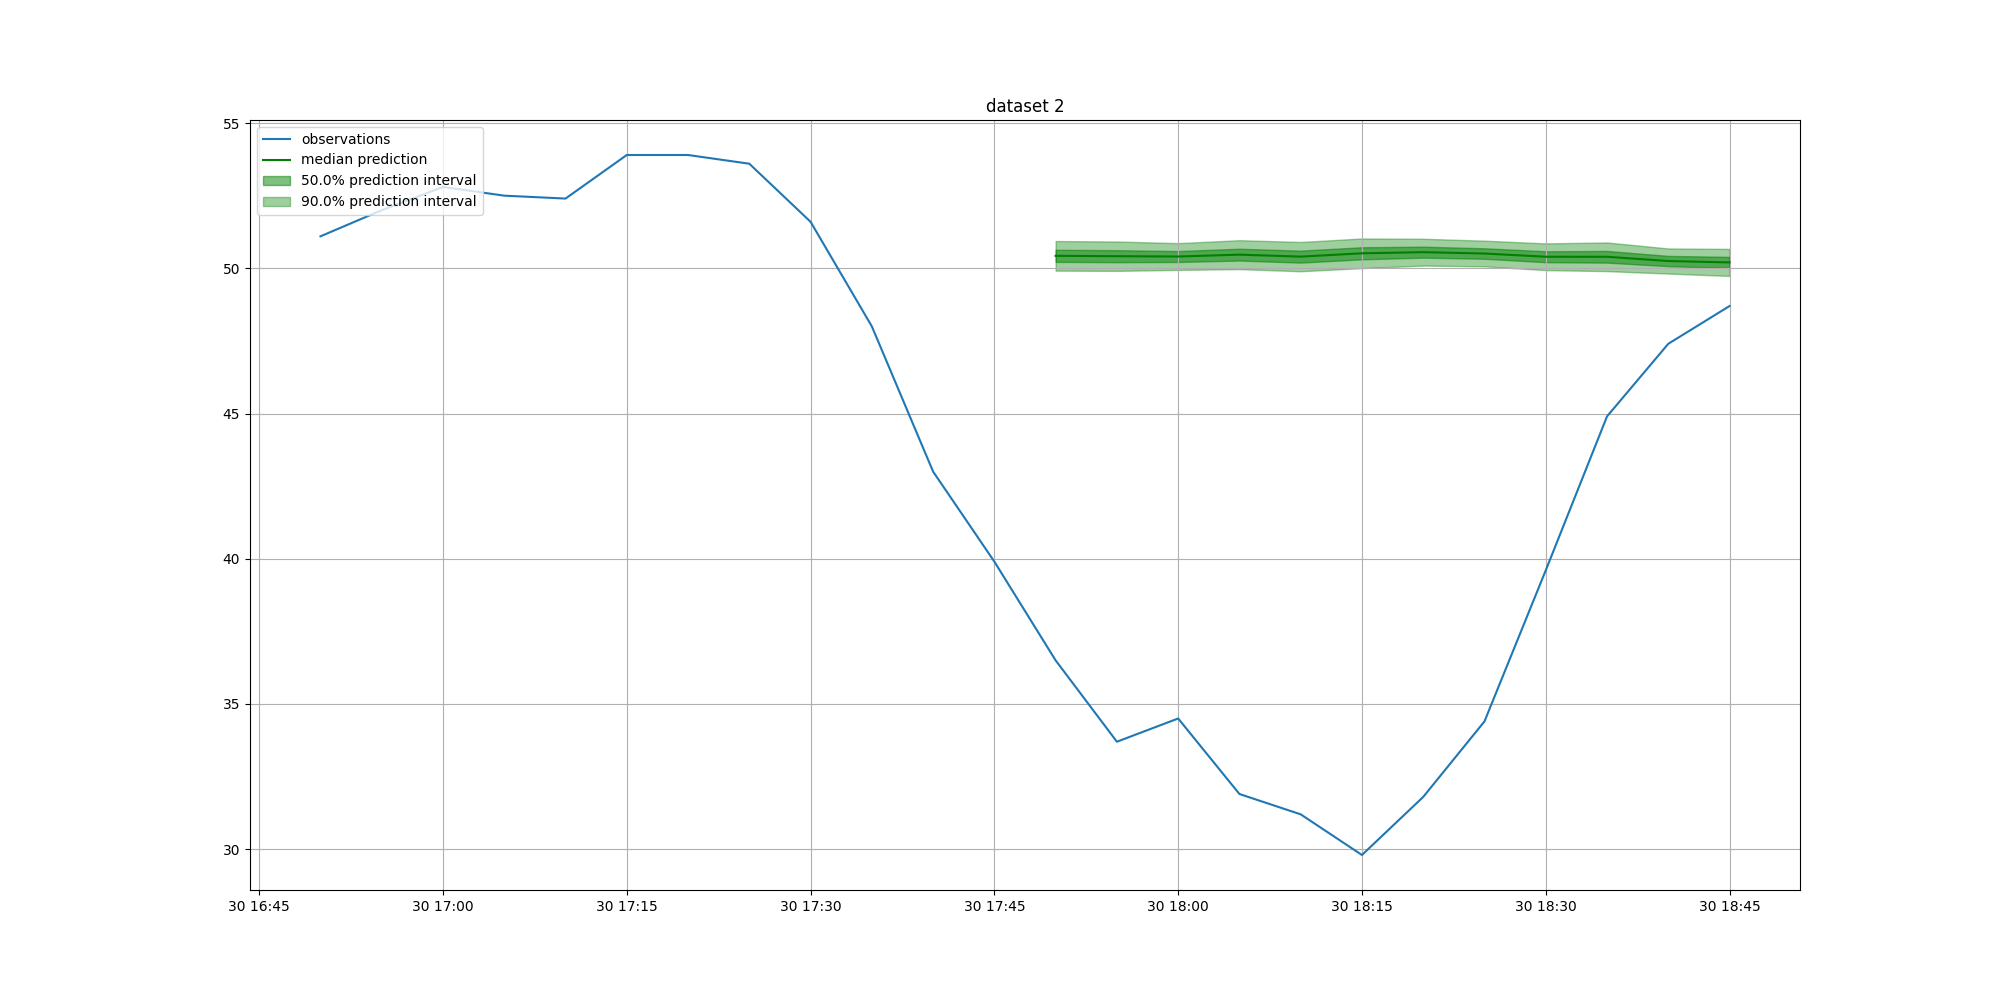 dataset 2
55
observations
median prediction
50.0% prediction interval
90.0% prediction interval
50
45
40
35
30
30 16:45 30 17:00 30 17:15 30 17:30 30 17:45 30 18:00 30 18:15 30 18:30 30 18:45